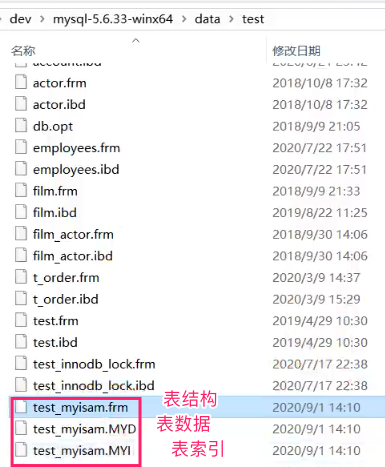 dev > mysql-5.6.33-winx64 > data > test
名称 修改日期
account.ibd
actor.frm 2018/10/8 17:32
actor.ibd 2018/10/8 17:32
db.opt 2018/9/9 21:05
employees.frm 2020/7/22 17:51
employees.ibd 2020/7/22 17:51
film.frm 2018/9/9 21:33
film.ibd 2019/8/22 11:25
film_actor.frm 2018/9/30 14:06
film_actor.ibd 2018/9/30 14:06
t_order.frm 2020/3/9 14:37
t_order.ibd 2020/3/9 15:29
test.frm 2019/4/29 10:30
test.ibd 2019/4/29 10:30
test_innodb_lock.frm 2020/7/17 22:38
test_innodb_lock.ibd 2020/7/17 22:38
test_myisam.frm 表结构 2020/9/1 14:10
test_myisam.MYD 表数据 2020/9/1 14:10
test_myisam.MYI 表索引 2020/9/1 14:10